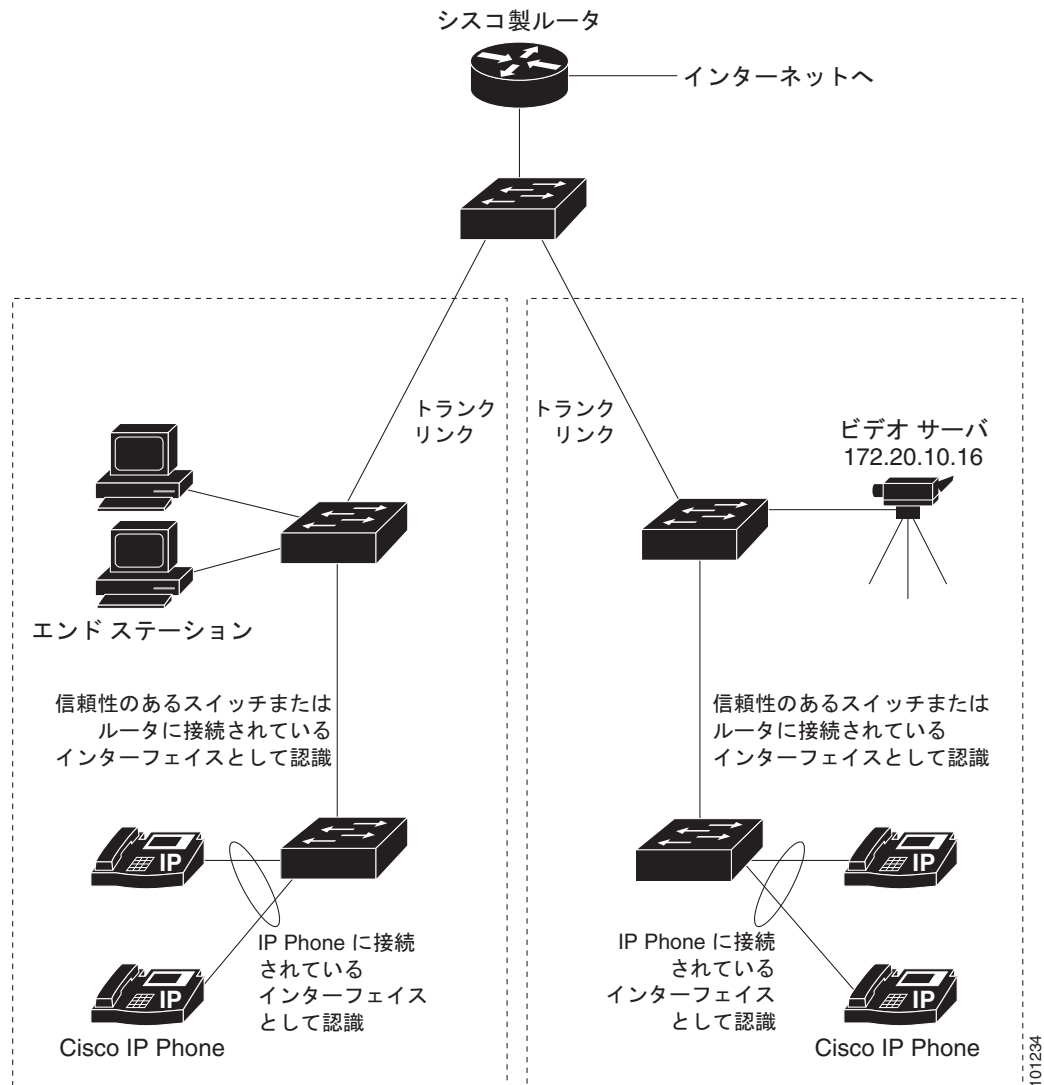 シスコ製ルータ
インターネットへ
トランク
リンク
トランク
リンク
ビデオ サーバ
172.20.10.16
エンド ステーション
信頼性のあるスイッチまたは
ルータに接続されている
インターフェイスとして認識
信頼性のあるスイッチまたは
ルータに接続されている
インターフェイスとして認識
IP
IP
IP Phone に接続
されている
インターフェイス
として認識
IP Phone に接続
されている
インターフェイス
として認識
IP
IP
Cisco IP Phone
Cisco IP Phone
101234